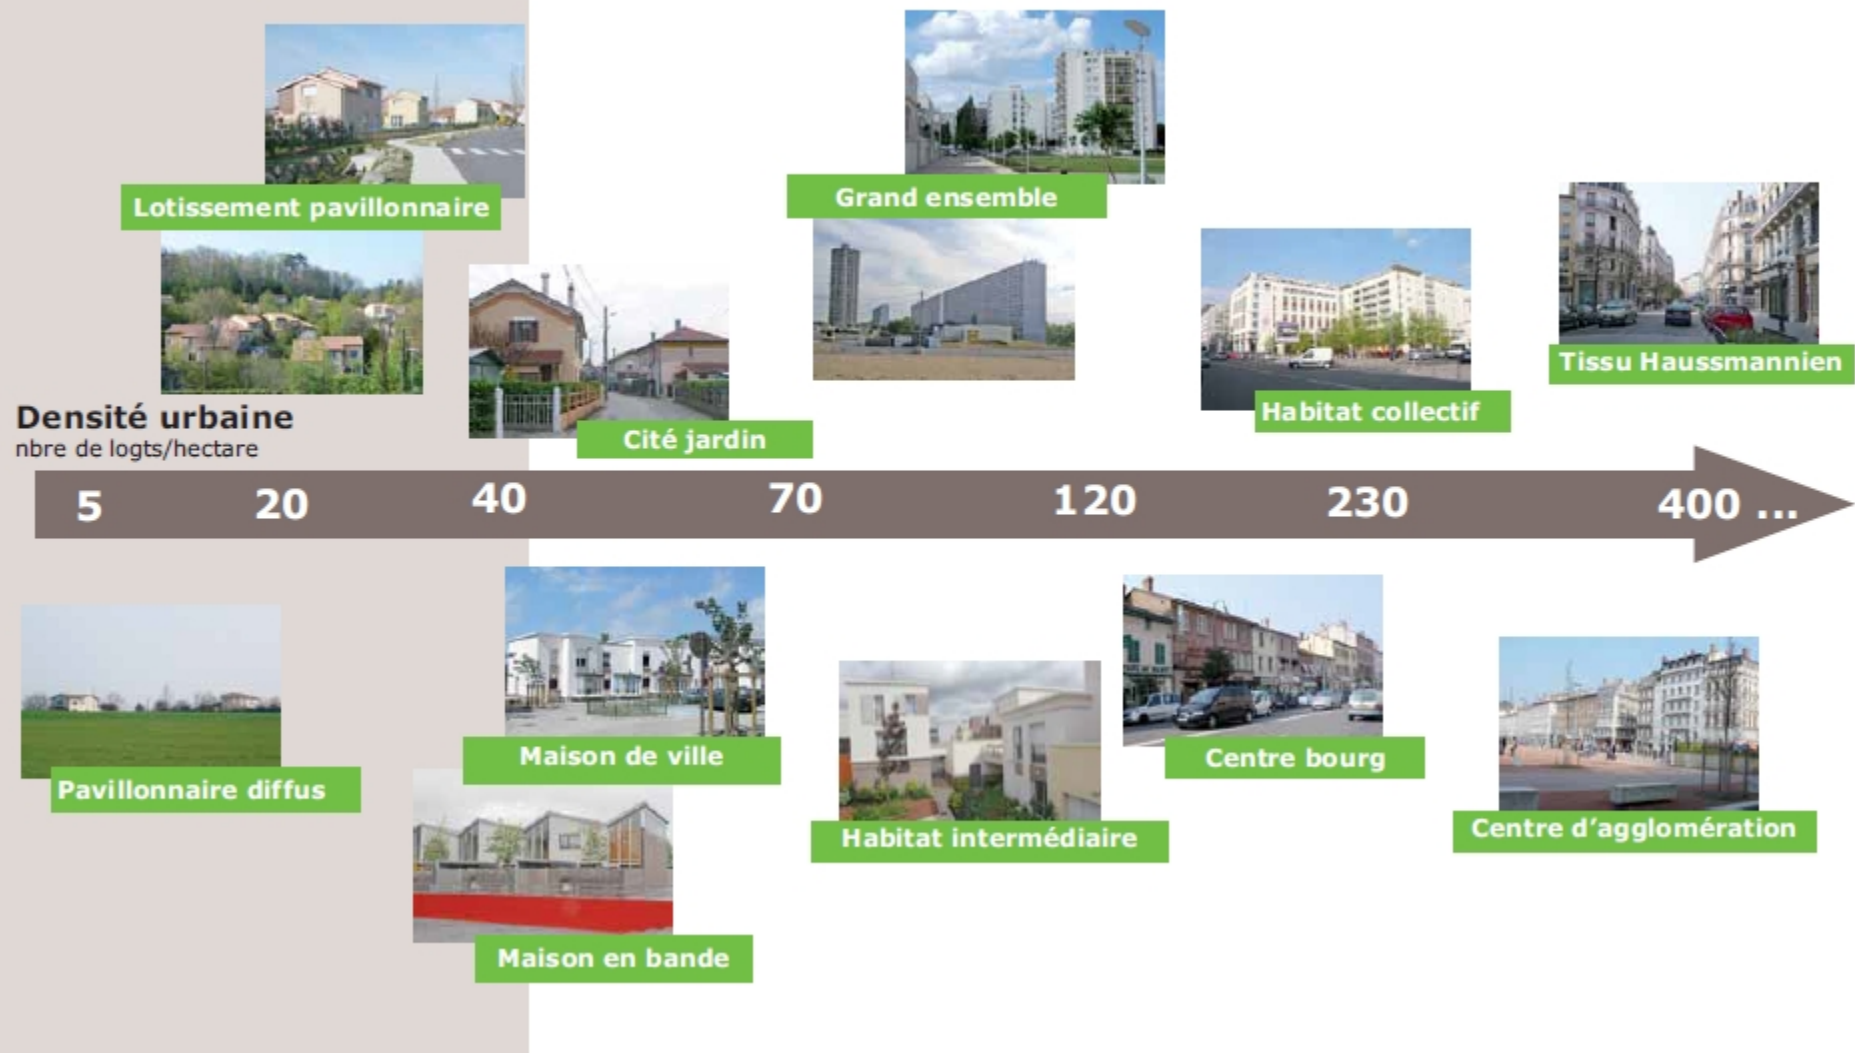 Lotissement pavillonnaire
Grand ensemble
Tissu Haussmannien
Habitat collectif
Cité jardin
Densité urbaine
nbre de logts/hectare
5 20 40 70 120 230 400 ...
Maison de ville
Centre bourg
Pavillonnaire diffus
Habitat intermédiaire
Centre d’agglomération
Maison en bande